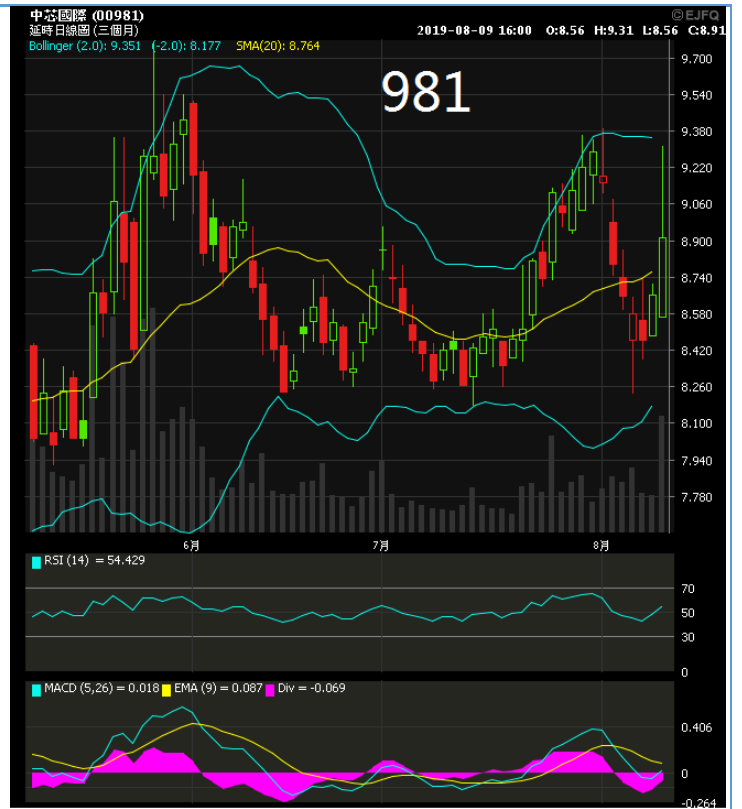 中芯國際 (00981)
©EJFQ
延時日線圖 (三個月)
2019-08-09 16:00 O:8.56 H:9.31 L:8.56 C:8.91
Bollinger (2.0): 9.351 (-2.0): 8.177 SMA(20): 8.764
981
9.700
9.540
9.380
9.220
9.060
8.900
8.740
8.580
8.420
8.260
8.100
7.940
7.780
6月 7月 8月
RSI (14) = 54.429
70
50
30
0
MACD (5,26) = 0.018 EMA (9) = 0.087 Div = -0.069
0.406
0
-0.264